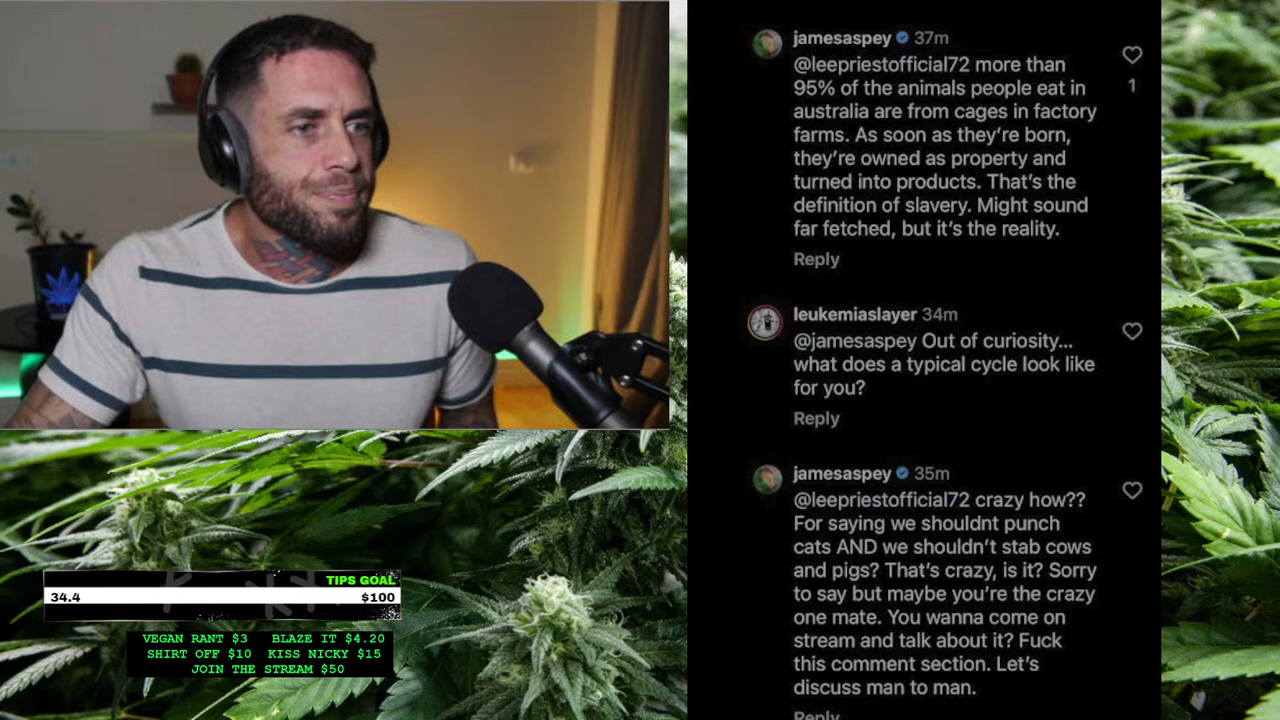 jamesaspey 37m
@leepriestofficial72 more than
95% of the animals people eat in
australia are from cages in factory
farms. As soon as they're born,
they're owned as property and
turned into products. That's the
definition of slavery. Might sound
far fetched, but it's the reality.
1
Reply
leukemiaslayer 34m
@jamesaspey Out of curiosity...
what does a typical cycle look like
for you?
Reply
jamesaspey 35m
@leepriestofficial72 crazy how??
For saying we shouldnt punch
cats AND we shouldn't stab cows
and pigs? That's crazy, is it? Sorry
to say but maybe you're the crazy
one mate. You wanna come on
stream and talk about it? Fuck
this comment section. Let's
discuss man to man.
Reply
TIPS GOAL
34.4 $100
VEGAN RANT $3 BLAZE IT $4.20
SHIRT OFF $10 KISS NICKY $15
JOIN THE STREAM $50